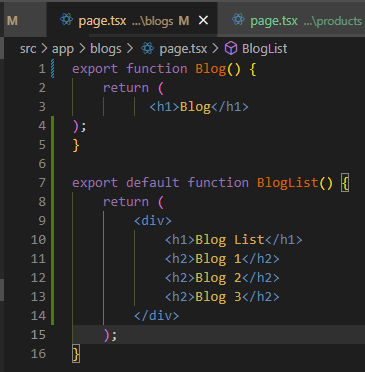 M page.tsx ...\blogs M X page.tsx ...\products
src > app > blogs > page.tsx > BlogList
1 export function Blog() {
2 return (
3 <h1>Blog</h1>
4 );
5 }
6
7 export default function BlogList() {
8 return (
9 <div>
10 <h1>Blog List</h1>
11 <h2>Blog 1</h2>
12 <h2>Blog 2</h2>
13 <h2>Blog 3</h2>
14 </div>
15 );
16 }